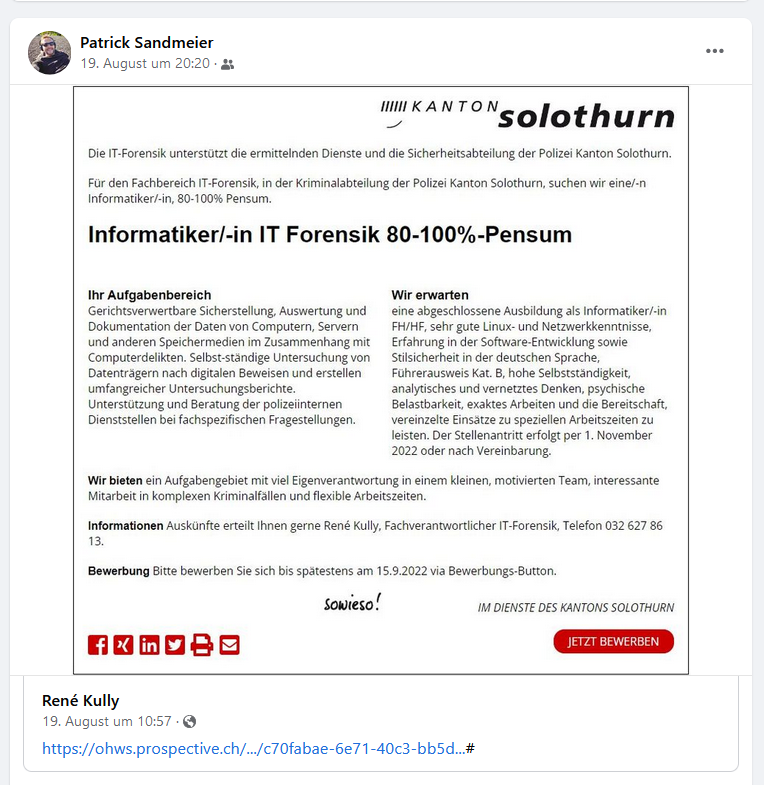 Patrick Sandmeier
19. August um 20:20 ·
KANTON solothurn
Die IT-Forensik unterstützt die ermittelnden Dienste und die Sicherheitsabteilung der Polizei Kanton Solothurn.
Für den Fachbereich IT-Forensik, in der Kriminalabteilung der Polizei Kanton Solothurn, suchen wir eine/-n
Informatiker/-in, 80-100% Pensum.
Informatiker/-in IT Forensik 80-100%-Pensum
Ihr Aufgabenbereich
Gerichtsverwertbare Sicherstellung, Auswertung und
Dokumentation der Daten von Computern, Servern
und anderen Speichermedien im Zusammenhang mit
Computerdelikten. Selbst-ständige Untersuchung von
Datenträgern nach digitalen Beweisen und erstellen
umfangreicher Untersuchungsberichte.
Unterstützung und Beratung der polizeiinternen
Dienststellen bei fachspezifischen Fragestellungen.
Wir erwarten
eine abgeschlossene Ausbildung als Informatiker/-in
FH/HF, sehr gute Linux- und Netzwerkkenntnisse,
Erfahrung in der Software-Entwicklung sowie
Stilsicherheit in der deutschen Sprache,
Führerausweis Kat. B, hohe Selbstständigkeit,
analytisches und vernetztes Denken, psychische
Belastbarkeit, exaktes Arbeiten und die Bereitschaft,
vereinzelte Einsätze zu speziellen Arbeitszeiten zu
leisten. Der Stellenantritt erfolgt per 1. November
2022 oder nach Vereinbarung.
Wir bieten ein Aufgabengebiet mit viel Eigenverantwortung in einem kleinen, motivierten Team, interessante
Mitarbeit in komplexen Kriminalfällen und flexible Arbeitszeiten.
Informationen Auskünfte erteilt Ihnen gerne René Kully, Fachverantwortlicher IT-Forensik, Telefon 032 627 86
13.
Bewerbung Bitte bewerben Sie sich bis spätestens am 15.9.2022 via Bewerbungs-Button.
sowieso!
IM DIENSTE DES KANTONS SOLOTHURN
JETZT BEWERBEN
René Kully
19. August um 10:57 ·
https://ohws.prospective.ch/.../c70fabae-6e71-40c3-bb5d...#